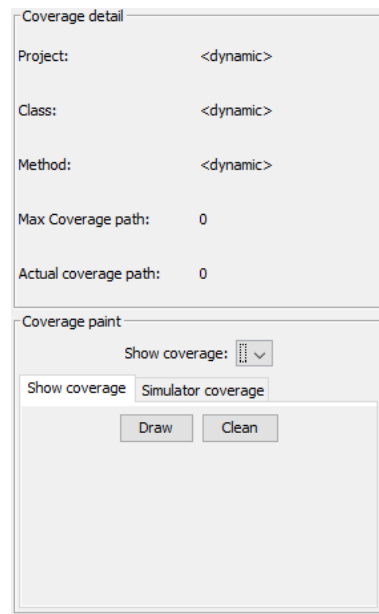 Coverage detail
Project: <dynamic>
Class: <dynamic>
Method: <dynamic>
Max Coverage path: 0
Actual coverage path: 0
Coverage paint
Show coverage:
Show coverage Simulator coverage
Draw Clean